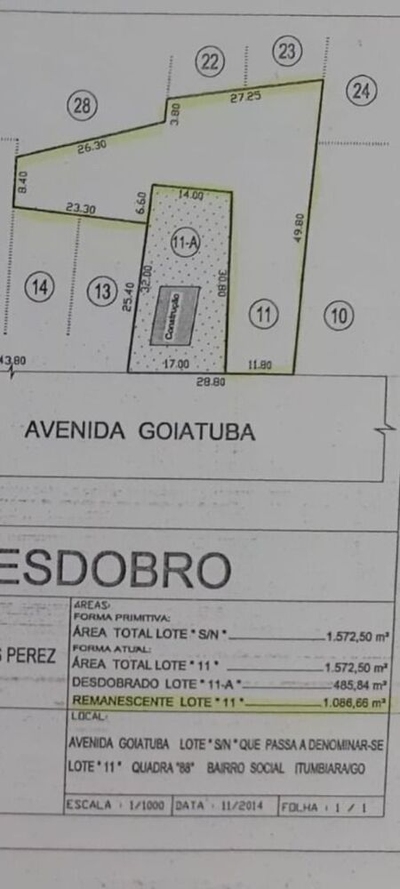 22
23
24
28
27.25
3.80
26.30
8.40
23.30
6.60
14.00
11-A
49.80
14
13
25.40
32.00
30.80
Construção
11
10
43.80
17.00
11.80
28.80
AVENIDA GOIATUBA
ESDOBRO
ÁREAS:
FORMA PRIMITIVA:
ÁREA TOTAL LOTE "S/N" 1.572,50 m²
FORMA ATUAL:
S PEREZ
ÁREA TOTAL LOTE "11" 1.572,50 m²
DESDOBRADO LOTE "11-A" 485,84 m²
REMANESCENTE LOTE "11" 1.086,66 m²
LOCAL:
AVENIDA GOIATUBA LOTE "S/N" QUE PASSA A DENOMINAR-SE
LOTE "11" QUADRA "88" BAIRRO SOCIAL ITUMBIARA/GO
ESCALA : 1/1000 DATA : 11/2014 FOLHA : 1 / 1